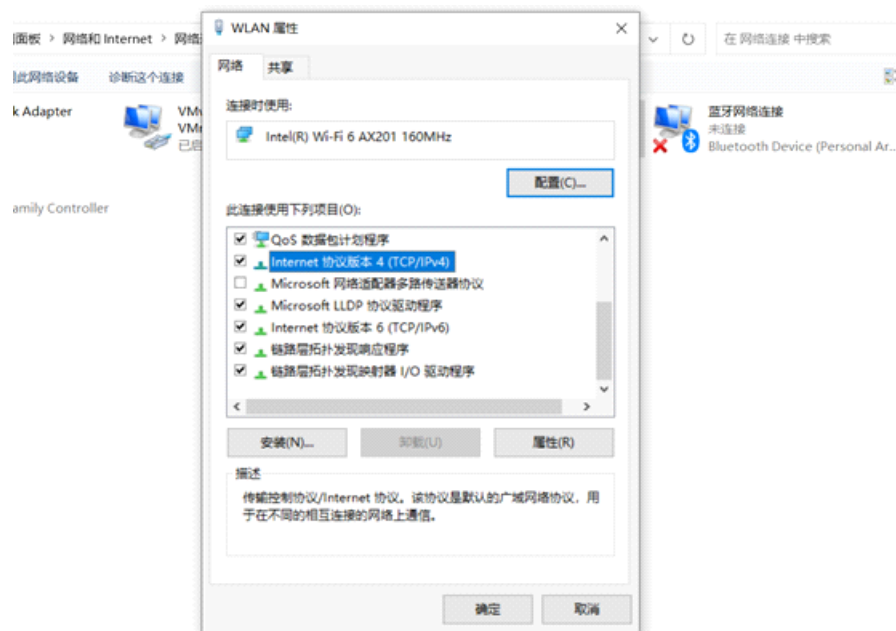 WLAN 属性
制面板 > 网络和 Internet > 网络
在 网络连接 中搜索
此网络设备 诊断这个连接
网络 共享
k Adapter
VMw
VMn
已启
连接时使用:
Intel(R) Wi-Fi 6 AX201 160MHz
蓝牙网络连接
未连接
Bluetooth Device (Personal Ar...
配置(C)...
amily Controller
此连接使用下列项目(O):
QoS 数据包计划程序
Internet 协议版本 4 (TCP/IPv4)
Microsoft 网络适配器多路传送器协议
Microsoft LLDP 协议驱动程序
Internet 协议版本 6 (TCP/IPv6)
链路层拓扑发现响应程序
链路层拓扑发现映射器 I/O 驱动程序
安装(N)... 卸载(U) 属性(R)
描述
传输控制协议/Internet 协议。该协议是默认的广域网络协议，用
于在不同的相互连接的网络上通信。
确定 取消